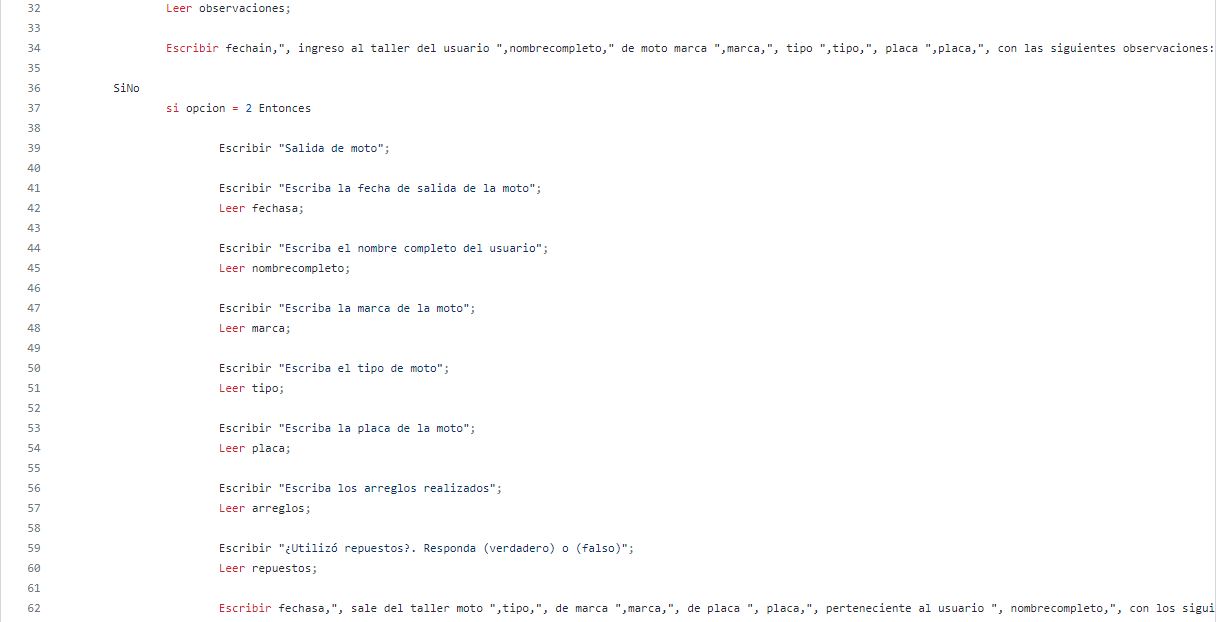 32 Leer observaciones;
33
34 Escribir fechain,", ingreso al taller del usuario ",nombrecompleto," de moto marca ",marca,", tipo ",tipo,", placa ",placa,", con las siguientes observaciones:
35
36 SiNo
37 si opcion = 2 Entonces
38
39 Escribir "Salida de moto";
40
41 Escribir "Escriba la fecha de salida de la moto";
42 Leer fechasa;
43
44 Escribir "Escriba el nombre completo del usuario";
45 Leer nombrecompleto;
46
47 Escribir "Escriba la marca de la moto";
48 Leer marca;
49
50 Escribir "Escriba el tipo de moto";
51 Leer tipo;
52
53 Escribir "Escriba la placa de la moto";
54 Leer placa;
55
56 Escribir "Escriba los arreglos realizados";
57 Leer arreglos;
58
59 Escribir "¿Utilizó repuestos?. Responda (verdadero) o (falso)";
60 Leer repuestos;
61
62 Escribir fechasa,", sale del taller moto ",tipo,", de marca ",marca,", de placa ", placa,", perteneciente al usuario ", nombrecompleto,", con los sigui